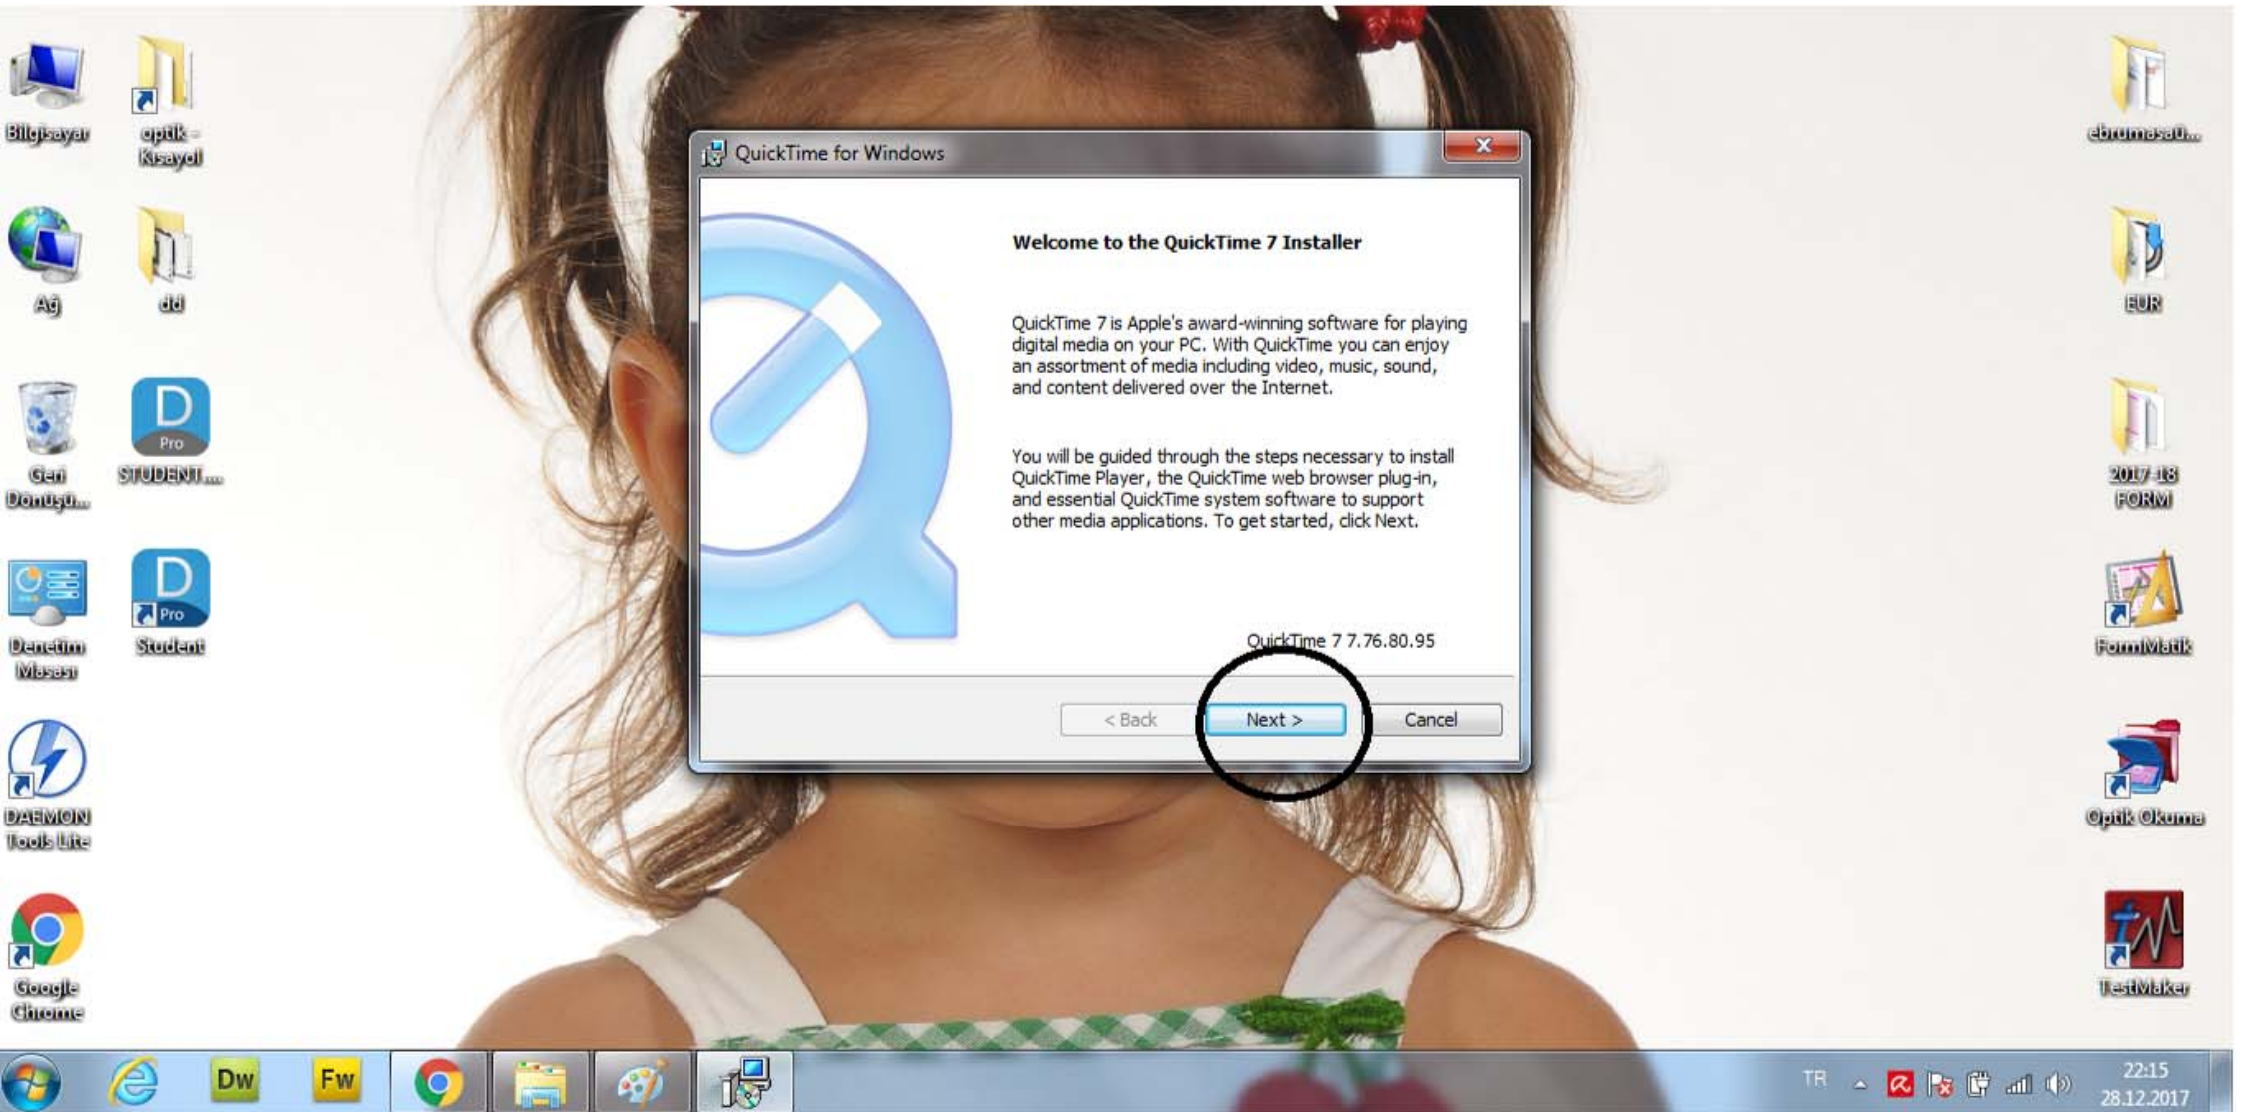 Bilgisayar
optik -
Kısayol
Ağ
dd
Geri
Dönüşü...
D
Pro
STUDENT....
Denetim
Masası
D
Pro
Student
DAEMON
Tools Lite
Google
Chrome
QuickTime for Windows
Welcome to the QuickTime 7 Installer
QuickTime 7 is Apple's award-winning software for playing
digital media on your PC. With QuickTime you can enjoy
an assortment of media including video, music, sound,
and content delivered over the Internet.
You will be guided through the steps necessary to install
QuickTime Player, the QuickTime web browser plug-in,
and essential QuickTime system software to support
other media applications. To get started, click Next.
QuickTime 7 7.76.80.95
< Back
Next >
Cancel
ebrumasaü...
EUR
2017-18
FORM
FormMatik
Optik Okuma
TestMaker
Dw
Fw
TR
22:15
28.12.2017